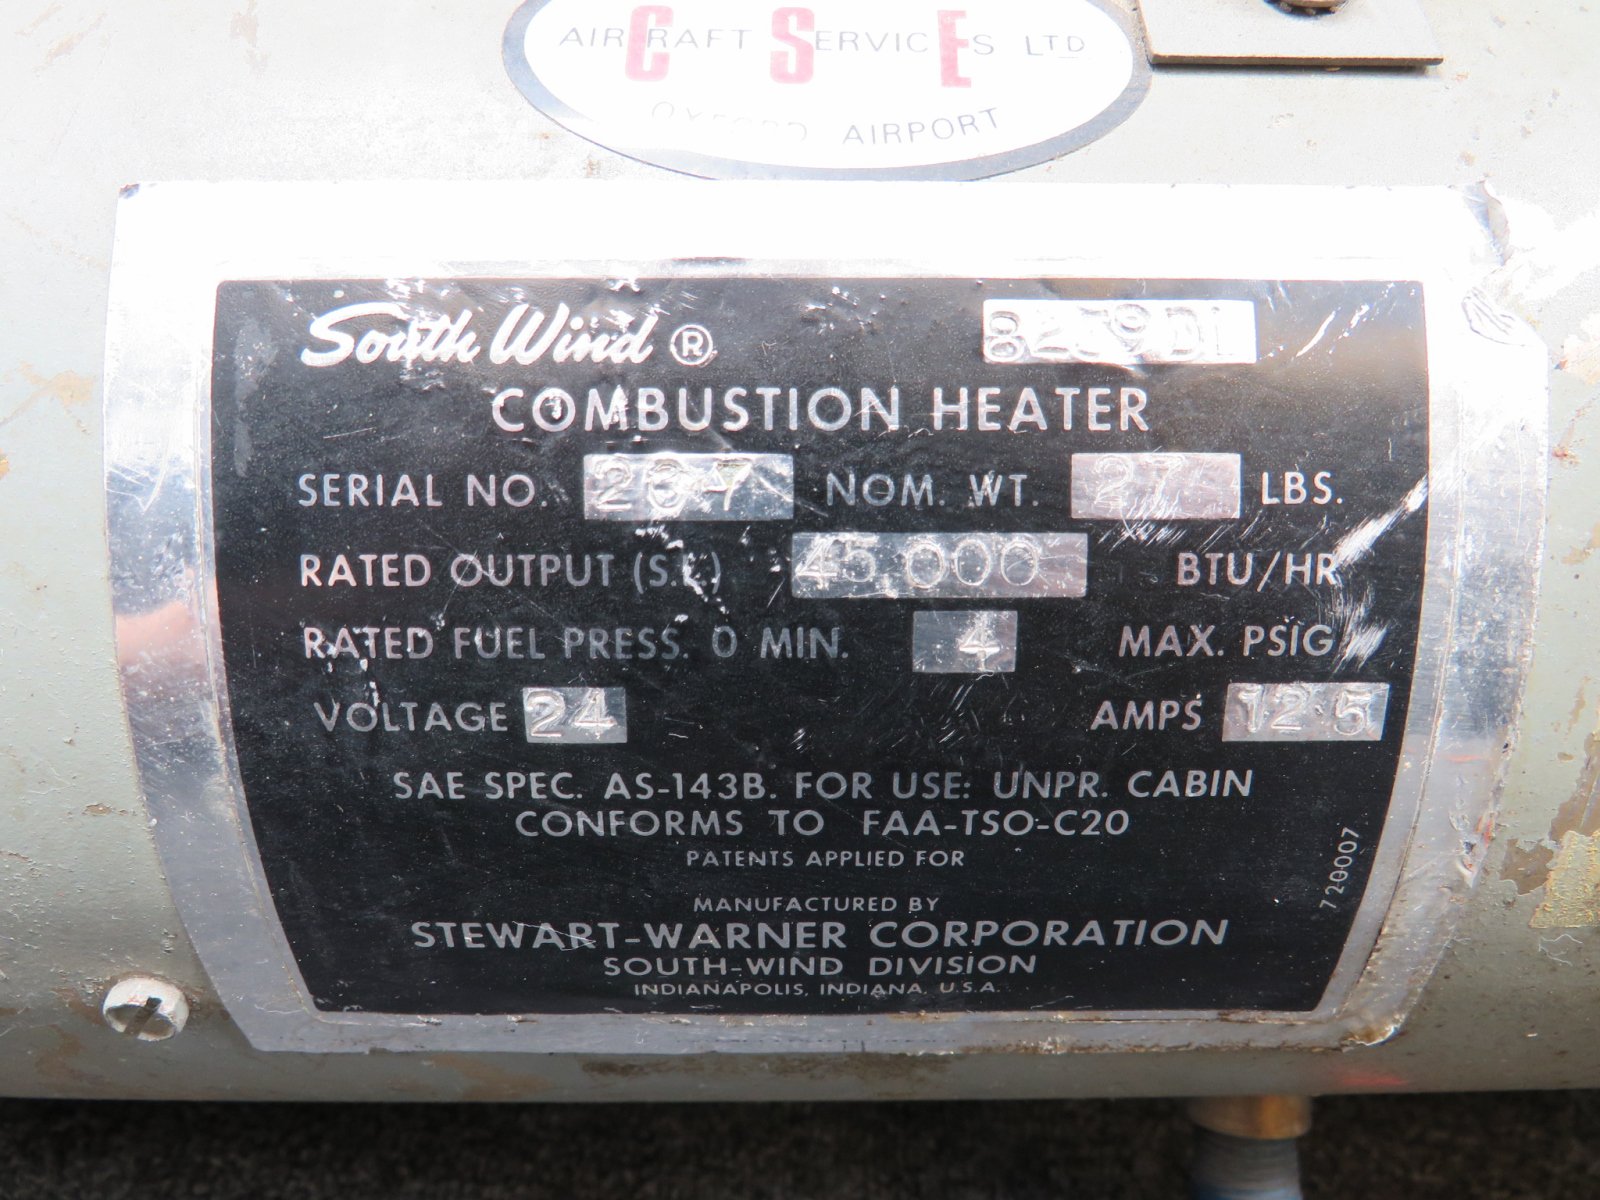 AIRCRAFT SERVICES LTD
OXFORD AIRPORT
South Wind ®
8259DL
COMBUSTION HEATER
SERIAL NO. 237 NOM. WT. 27 LBS.
RATED OUTPUT (S.L.) 45,000 BTU/HR
RATED FUEL PRESS. 0 MIN. 4 MAX. PSIG
VOLTAGE 24 AMPS 12.5
SAE SPEC. AS-143B. FOR USE: UNPR. CABIN
CONFORMS TO FAA-TSO-C20
PATENTS APPLIED FOR
MANUFACTURED BY
STEWART-WARNER CORPORATION
SOUTH-WIND DIVISION
INDIANAPOLIS, INDIANA, U.S.A.
720007